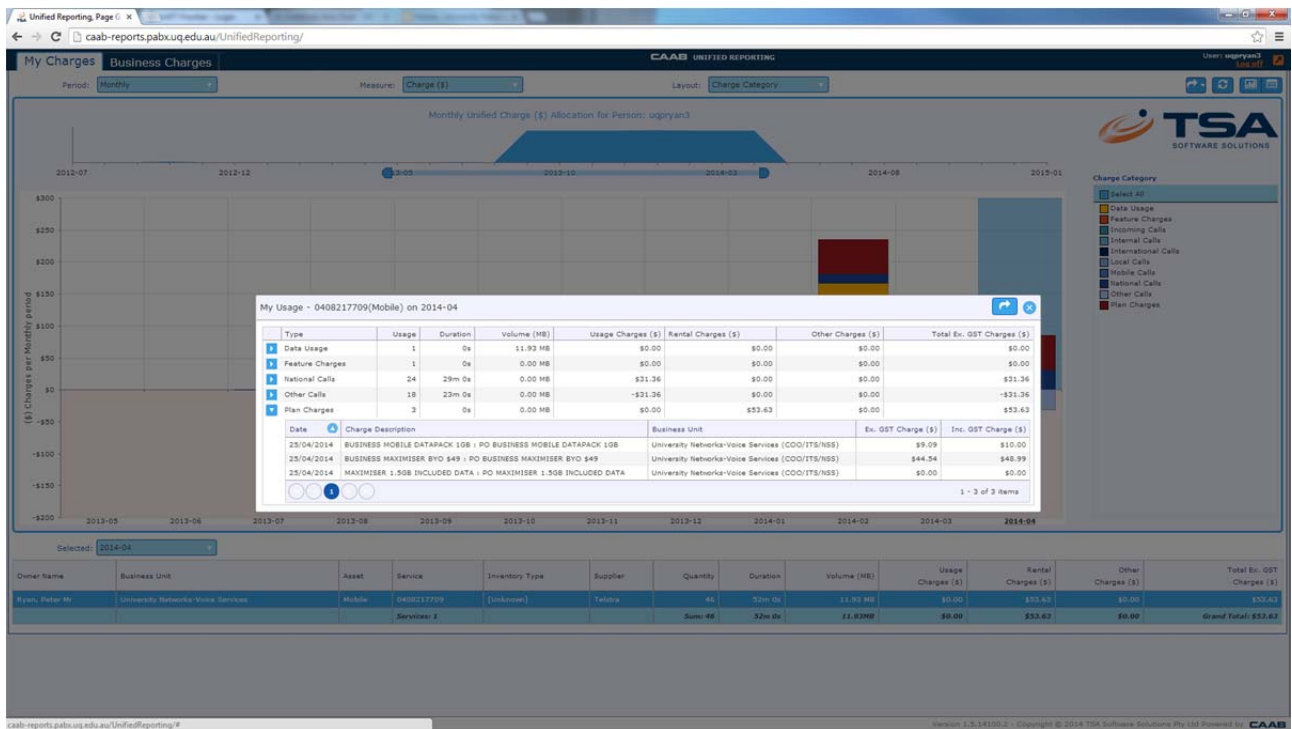 Unified Reporting, Page G
caab-reports.pabx.uq.edu.au/UnifiedReporting/
My Charges Business Charges CAAB UNIFIED REPORTING User: uqpryan3
Log off
Period: Monthly Measure: Charge ($) Layout: Charge Category
Monthly Unified Charge ($) Allocation for Person: uqpryan3
TSA
SOFTWARE SOLUTIONS
2012-07 2012-12 13-05 2013-10 2014-03 2014-08 2015-01
Charge Category
Select All
Data Usage
Feature Charges
Incoming Calls
Internal Calls
International Calls
Local Calls
Mobile Calls
National Calls
Other Calls
Plan Charges
($) Charges per Monthly period
$300
$250
$200
$150
$100
$50
$0
-$50
-$100
-$150
-$200
My Usage - 0408217709(Mobile) on 2014-04
Type Usage Duration Volume (MB) Usage Charges ($) Rental Charges ($) Other Charges ($) Total Ex. GST Charges ($)
Data Usage 1 0s 11.93 MB $0.00 $0.00 $0.00 $0.00
Feature Charges 1 0s 0.00 MB $0.00 $0.00 $0.00 $0.00
National Calls 24 29m 0s 0.00 MB $31.36 $0.00 $0.00 $31.36
Other Calls 18 23m 0s 0.00 MB -$31.36 $0.00 $0.00 -$31.36
Plan Charges 3 0s 0.00 MB $0.00 $53.63 $0.00 $53.63
Date Charge Description Business Unit Ex. GST Charge ($) Inc. GST Charge ($)
25/04/2014 BUSINESS MOBILE DATAPACK 1GB : PO BUSINESS MOBILE DATAPACK 1GB University Networks-Voice Services (COO/ITS/NSS) $9.09 $10.00
25/04/2014 BUSINESS MAXIMISER BYO $49 : PO BUSINESS MAXIMISER BYO $49 University Networks-Voice Services (COO/ITS/NSS) $44.54 $48.99
25/04/2014 MAXIMISER 1.5GB INCLUDED DATA : PO MAXIMISER 1.5GB INCLUDED DATA University Networks-Voice Services (COO/ITS/NSS) $0.00 $0.00
1 1 - 3 of 3 items
2013-05 2013-06 2013-07 2013-08 2013-09 2013-10 2013-11 2013-12 2014-01 2014-02 2014-03 2014-04
Selected: 2014-04
Owner Name Business Unit Asset Service Inventory Type Supplier Quantity Duration Volume (MB) Usage Charges ($) Rental Charges ($) Other Charges ($) Total Ex. GST Charges ($)
Ryan, Peter Mr University Networks-Voice Services Mobile 0408217709 [Unknown] Telstra 46 52m 0s 11.93 MB $0.00 $53.63 $0.00 $53.63
Services: 1 Sum: 46 52m 0s 11.93MB $0.00 $53.63 $0.00 Grand Total: $53.63
caab-reports.pabx.uq.edu.au/UnifiedReporting/#
Version 1.5.14100.2 - Copyright © 2014 TSA Software Solutions Pty Ltd Powered by CAAB